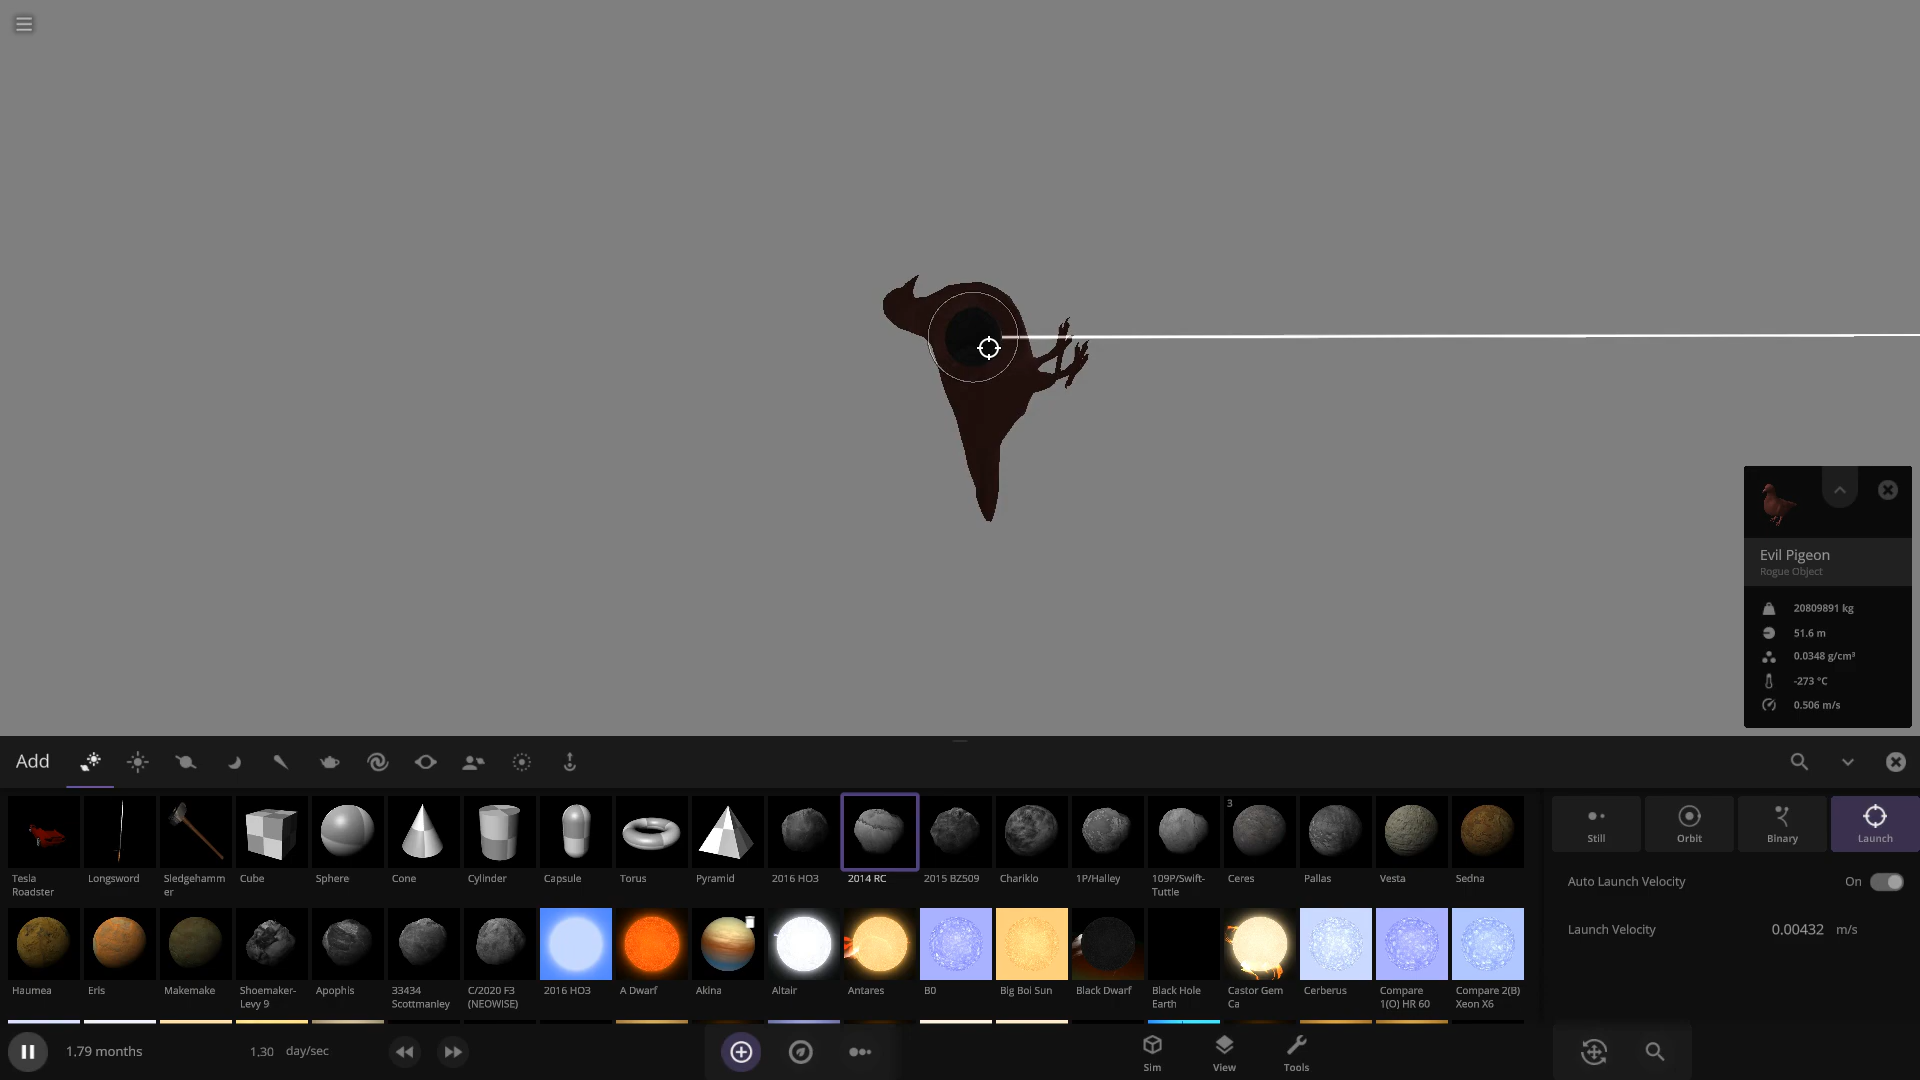 Evil Pigeon
Rogue Object
20809891 kg
51.6 m
0.0348 g/cm³
-273 °C
0.506 m/s
Add
Tesla
Roadster
Longsword
Sledgehamm
er
Cube
Sphere
Cone
Cylinder
Capsule
Torus
Pyramid
2016 HO3
2014 RC
2015 BZ509
Chariklo
1P/Halley
109P/Swift-
Tuttle
3
Ceres
Pallas
Vesta
Sedna
Still
Orbit
Binary
Launch
Auto Launch Velocity
On
Launch Velocity
0.00432 m/s
Haumea
Eris
Makemake
Shoemaker-
Levy 9
Apophis
33434
Scottmanley
C/2020 F3
(NEOWISE)
2016 HO3
A Dwarf
Akina
Altair
Antares
B0
Big Boi Sun
Black Dwarf
Black Hole
Earth
Castor Gem
Ca
Cerberus
Compare
1(O) HR 60
Compare 2(B)
Xeon X6
1.79 months
1.30 day/sec
Sim
View
Tools